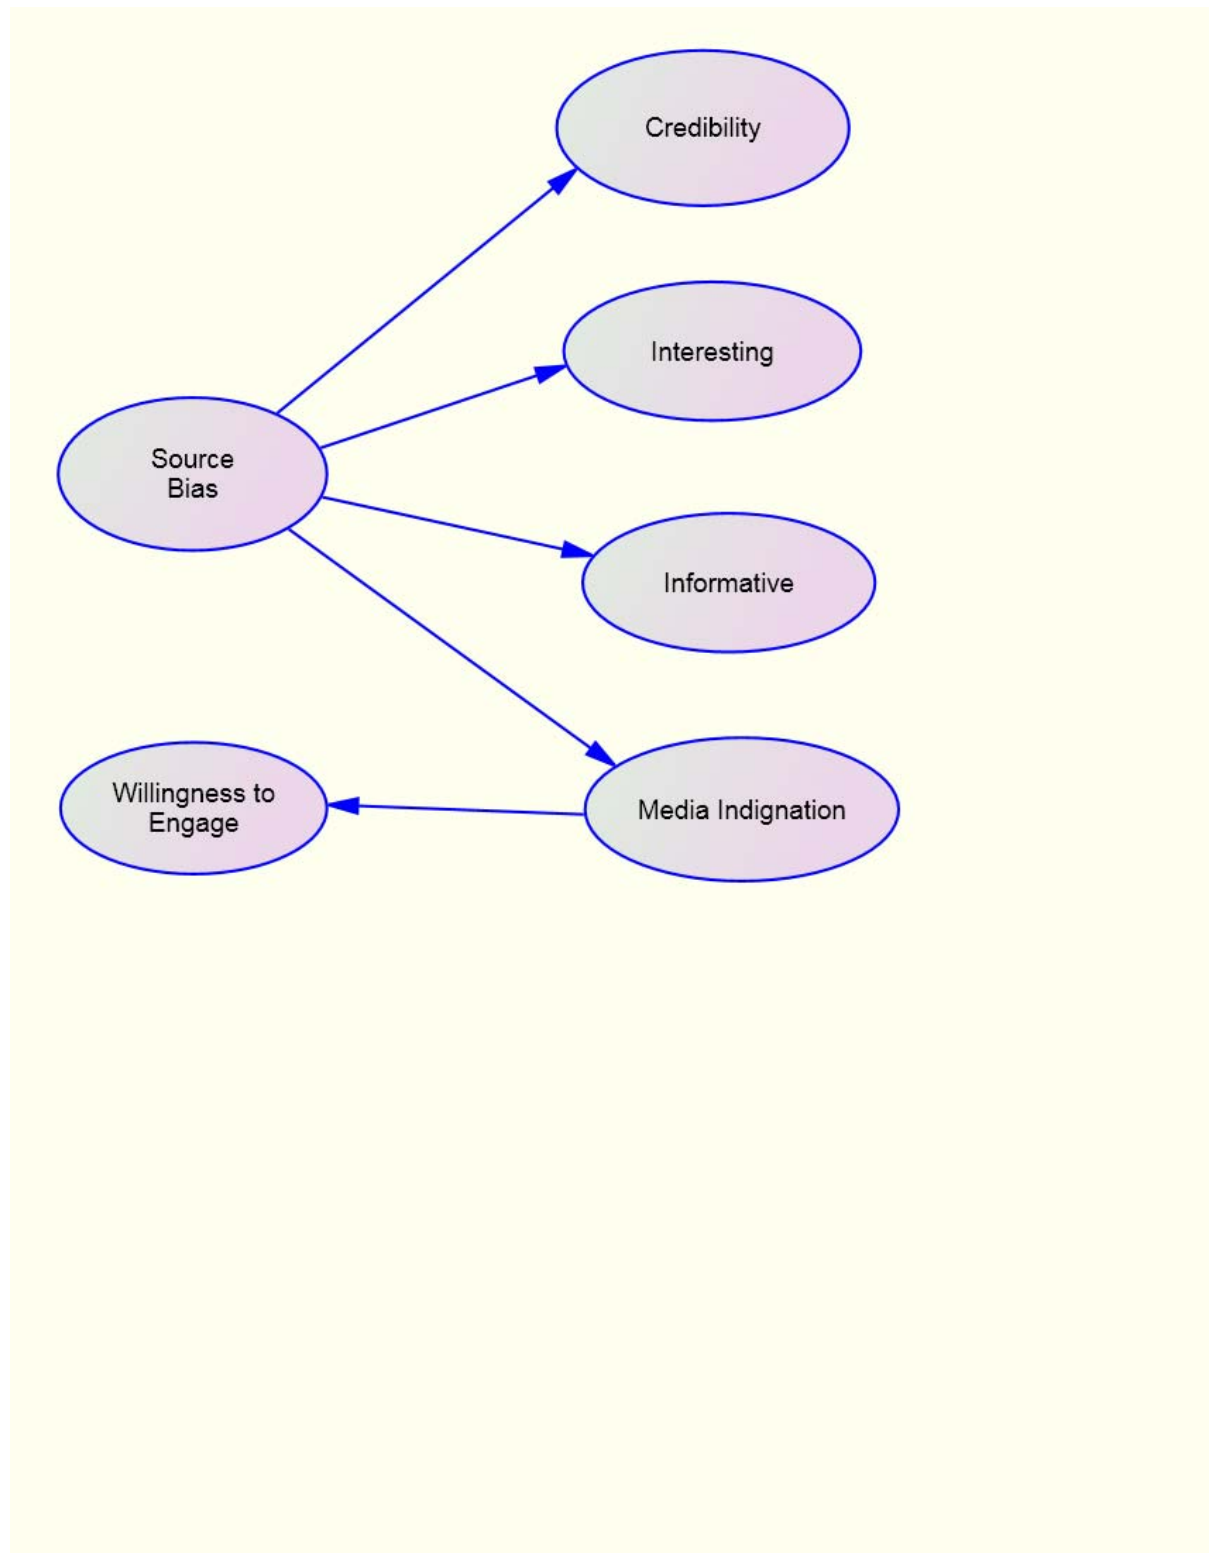 Credibility
Interesting
Source
Bias
Informative
Willingness to
Engage
Media Indignation